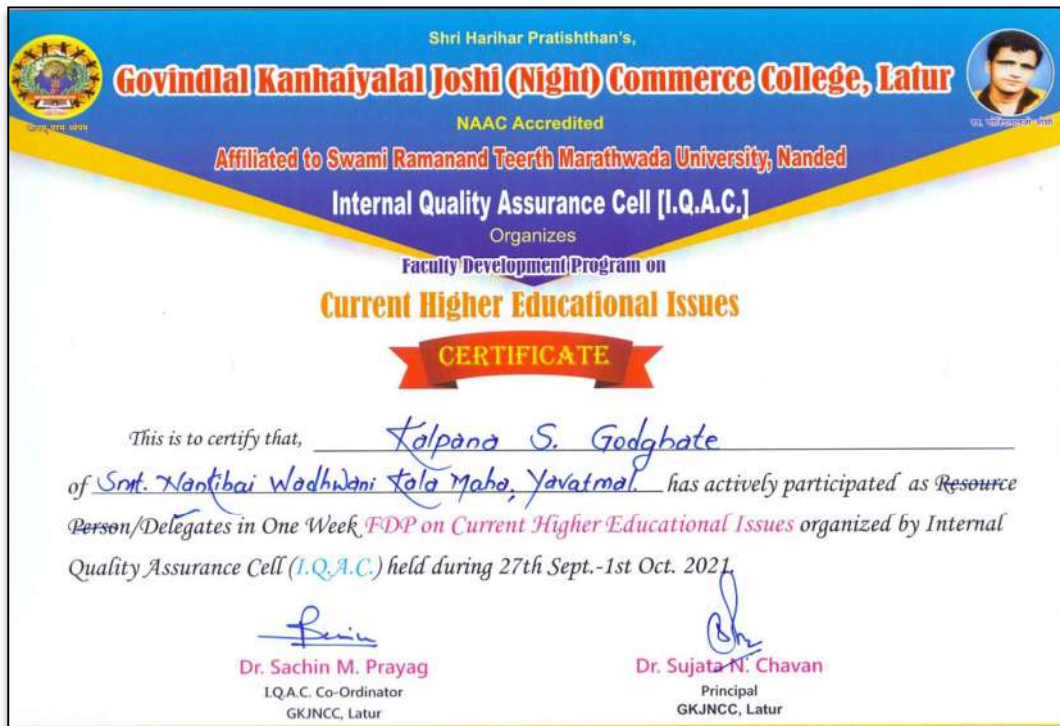 Shri Harihar Pratishthan's,
Govindlal Kanhaiyalal Joshi (Night) Commerce College, Latur
NAAC Accredited
Affiliated to Swami Ramanand Teerth Marathwada University, Nanded
Internal Quality Assurance Cell [I.Q.A.C.]
Organizes
Faculty Development Program on
Current Higher Educational Issues
CERTIFICATE
This is to certify that, Kalpana S. Godghate
of Smt. Nankibai Wadhwani Kala Maha, Yavatmal. has actively participated as Resource
Person/Delegates in One Week FDP on Current Higher Educational Issues organized by Internal
Quality Assurance Cell (I.Q.A.C.) held during 27th Sept.-1st Oct. 2021.
Dr. Sachin M. Prayag
I.Q.A.C. Co-Ordinator
GKJNCC, Latur
Dr. Sujata N. Chavan
Principal
GKJNCC, Latur